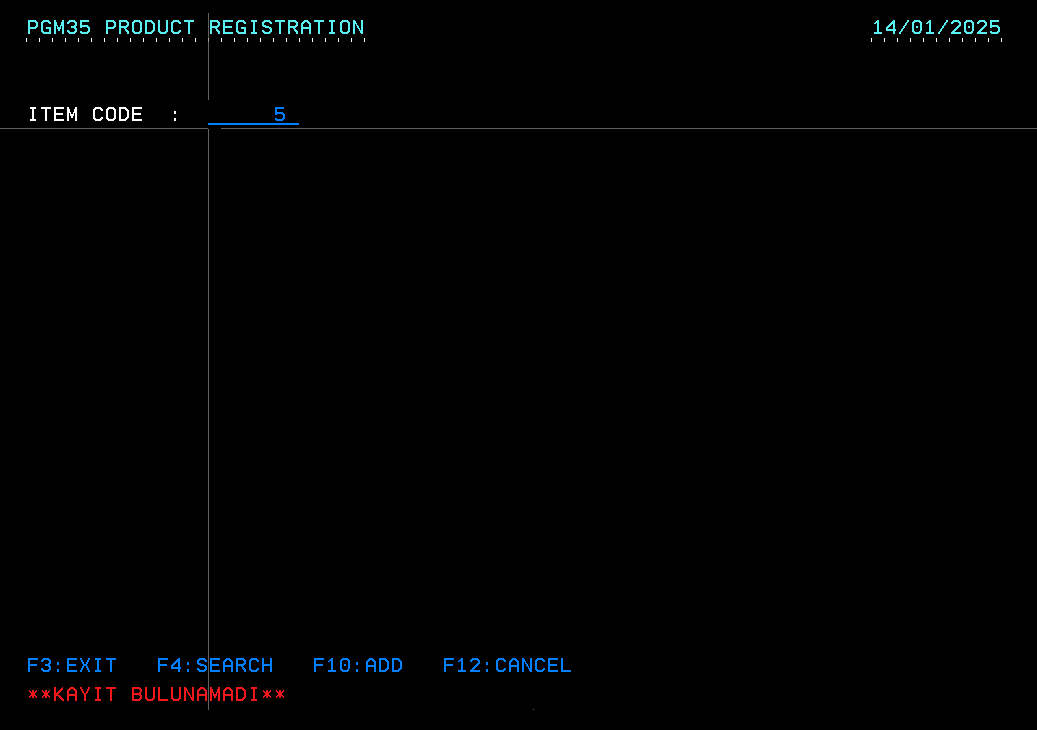 PGM35 PRODUCT REGISTRATION 14/01/2025
ITEM CODE : 5
F3:EXIT F4:SEARCH F10:ADD F12:CANCEL
**KAYIT BULUNAMADI**